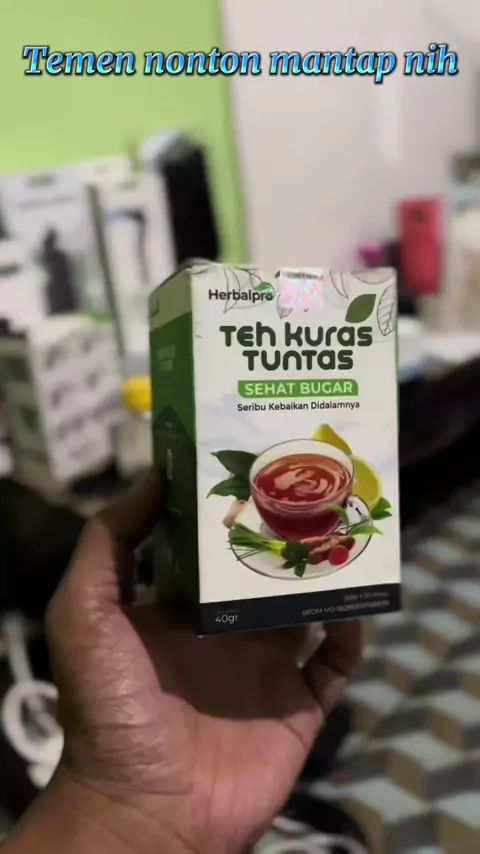 Temen nonton mantap nih
Herbalpro
Teh Kuras
Tuntas
SEHAT BUGAR
Seribu Kebaikan Didalamnya
40gr